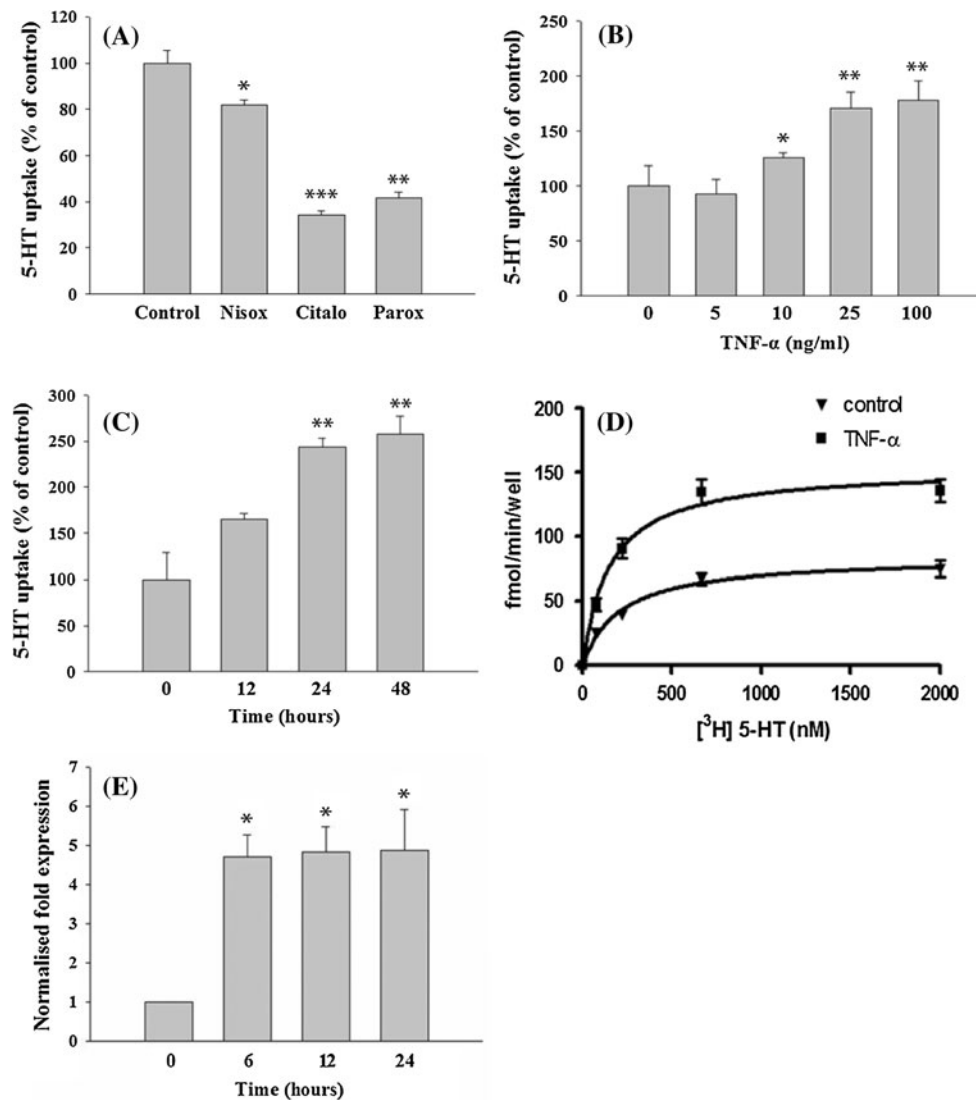 (A)
5-HT uptake (% of control)
120
100
80
60
40
20
0
*
***
**
Control Nisox Citalo Parox
(B)
5-HT uptake (% of control)
250
200
150
100
50
0
*
**
**
0 5 10 25 100
TNF-α (ng/ml)
(C)
5-HT uptake (% of control)
300
250
200
150
100
50
0
**
**
0 12 24 48
Time (hours)
(D)
control
TNF-α
fmol/min/well
200
150
100
50
0
0 500 1000 1500 2000
[³H] 5-HT (nM)
(E)
Normalised fold expression
7
6
5
4
3
2
1
0
*
*
*
0 6 12 24
Time (hours)